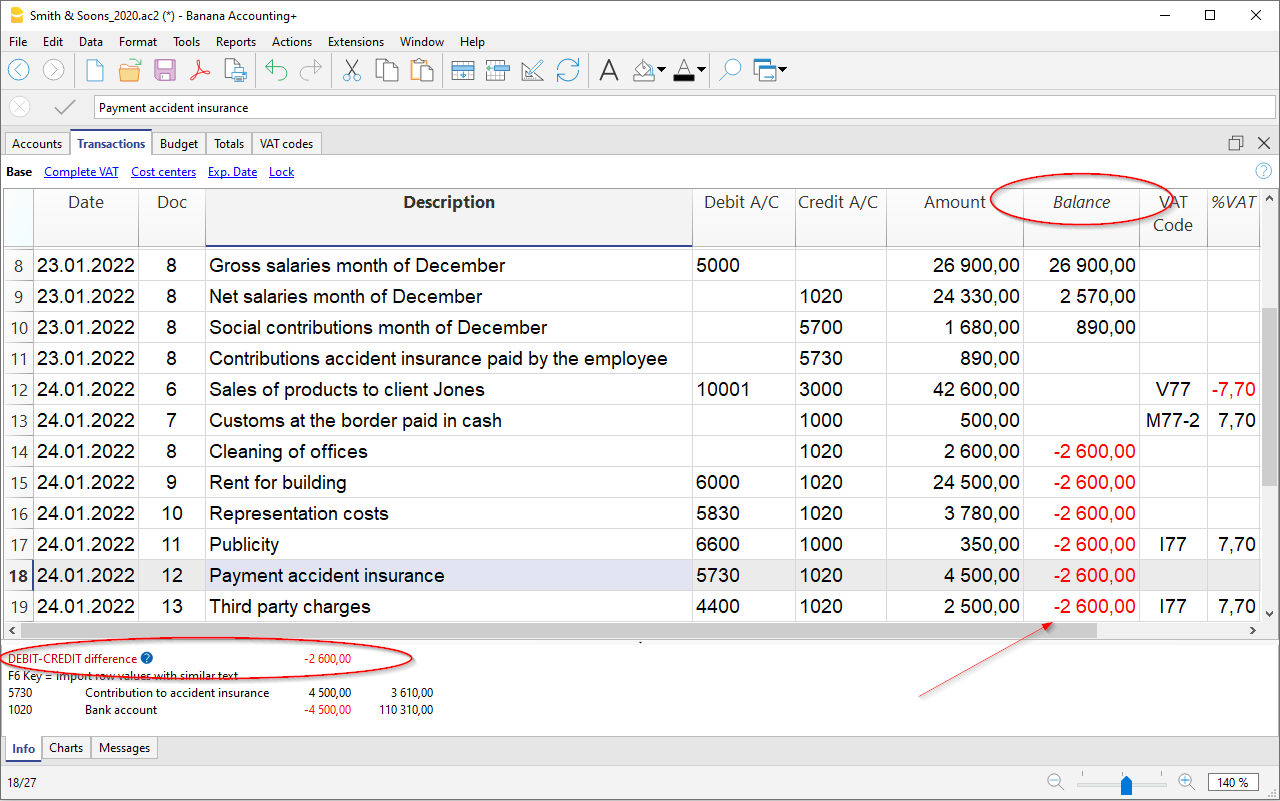 Smith & Soons_2020.ac2 (*) - Banana Accounting+
File Edit Data Format Tools Reports Actions Extensions Window Help
Payment accident insurance
Accounts Transactions Budget Totals VAT codes
Base Complete VAT Cost centers Exp. Date Lock
Date Doc Description Debit A/C Credit A/C Amount Balance VAT Code %VAT
8 23.01.2022 8 Gross salaries month of December 5000 26 900,00 26 900,00
9 23.01.2022 8 Net salaries month of December 1020 24 330,00 2 570,00
10 23.01.2022 8 Social contributions month of December 5700 1 680,00 890,00
11 23.01.2022 8 Contributions accident insurance paid by the employee 5730 890,00
12 24.01.2022 6 Sales of products to client Jones 10001 3000 42 600,00 V77 -7,70
13 24.01.2022 7 Customs at the border paid in cash 1000 500,00 M77-2 7,70
14 24.01.2022 8 Cleaning of offices 1020 2 600,00 -2 600,00
15 24.01.2022 9 Rent for building 6000 1020 24 500,00 -2 600,00
16 24.01.2022 10 Representation costs 5830 1020 3 780,00 -2 600,00
17 24.01.2022 11 Publicity 6600 1000 350,00 -2 600,00 I77 7,70
18 24.01.2022 12 Payment accident insurance 5730 1020 4 500,00 -2 600,00
19 24.01.2022 13 Third party charges 4400 1020 2 500,00 -2 600,00 I77 7,70
DEBIT-CREDIT difference -2 600,00
F6 Key = Import row values with similar text
5730 Contribution to accident insurance 4 500,00 3 610,00
1020 Bank account -4 500,00 110 310,00
Info Charts Messages
18/27 140 %